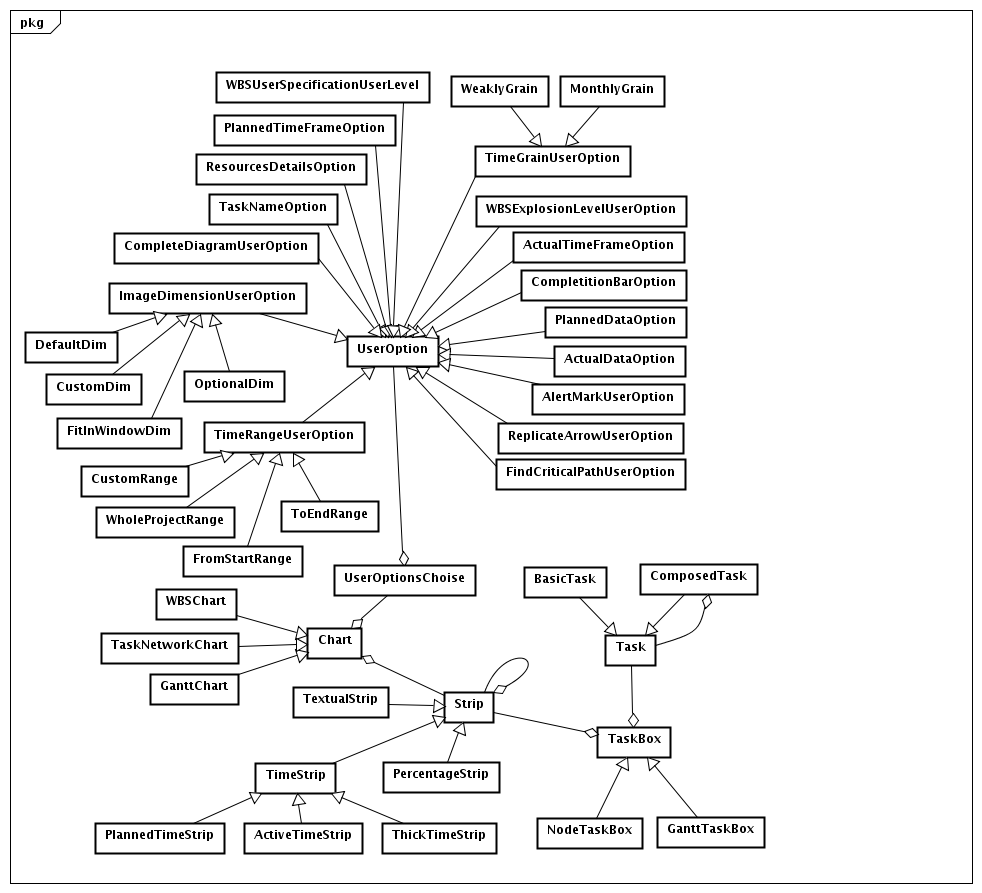 pkg
WBSUserSpecificationUserLevel
WeaklyGrain
MonthlyGrain
PlannedTimeFrameOption
TimeGrainUserOption
ResourcesDetailsOption
TaskNameOption
WBSExplosionLevelUserOption
CompleteDiagramUserOption
ActualTimeFrameOption
CompletitionBarOption
ImageDimensionUserOption
PlannedDataOption
DefaultDim
UserOption
ActualDataOption
CustomDim
OptionalDim
AlertMarkUserOption
FitInWindowDim
TimeRangeUserOption
ReplicateArrowUserOption
CustomRange
FindCriticalPathUserOption
WholeProjectRange
ToEndRange
FromStartRange
UserOptionsChoise
BasicTask
ComposedTask
WBSChart
TaskNetworkChart
Chart
Task
GanttChart
TextualStrip
Strip
TaskBox
TimeStrip
PercentageStrip
PlannedTimeStrip
ActiveTimeStrip
ThickTimeStrip
NodeTaskBox
GanttTaskBox